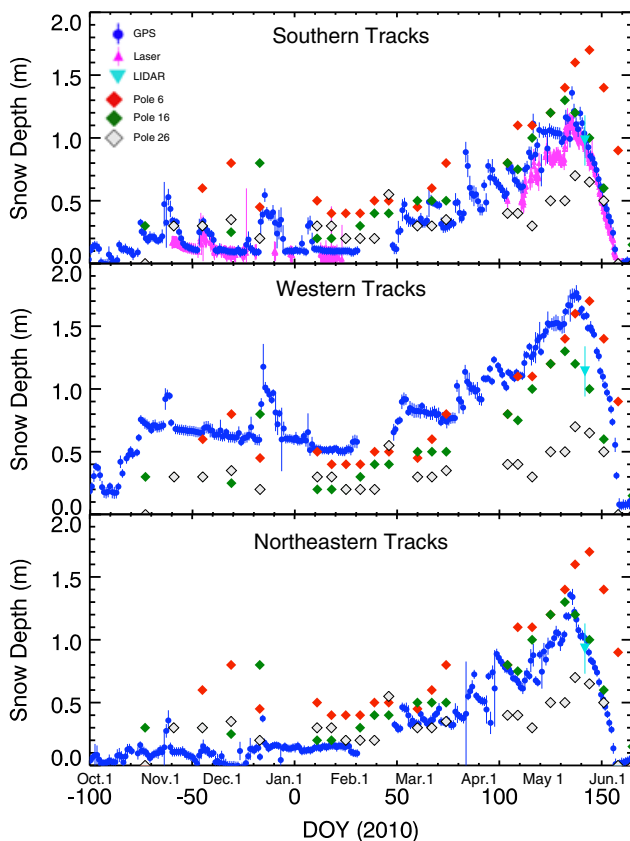 2.0
Southern Tracks
GPS
Laser
LIDAR
Pole 6
Pole 16
Pole 26
1.5
1.0
0.5
0.0
Snow Depth (m)
2.0
Western Tracks
1.5
1.0
0.5
0.0
Snow Depth (m)
2.0
Northeastern Tracks
1.5
1.0
0.5
0.0
Snow Depth (m)
Oct.1 Nov.1 Dec.1 Jan.1 Feb.1 Mar.1 Apr.1 May 1 Jun.1
-100 -50 0 50 100 150
DOY (2010)